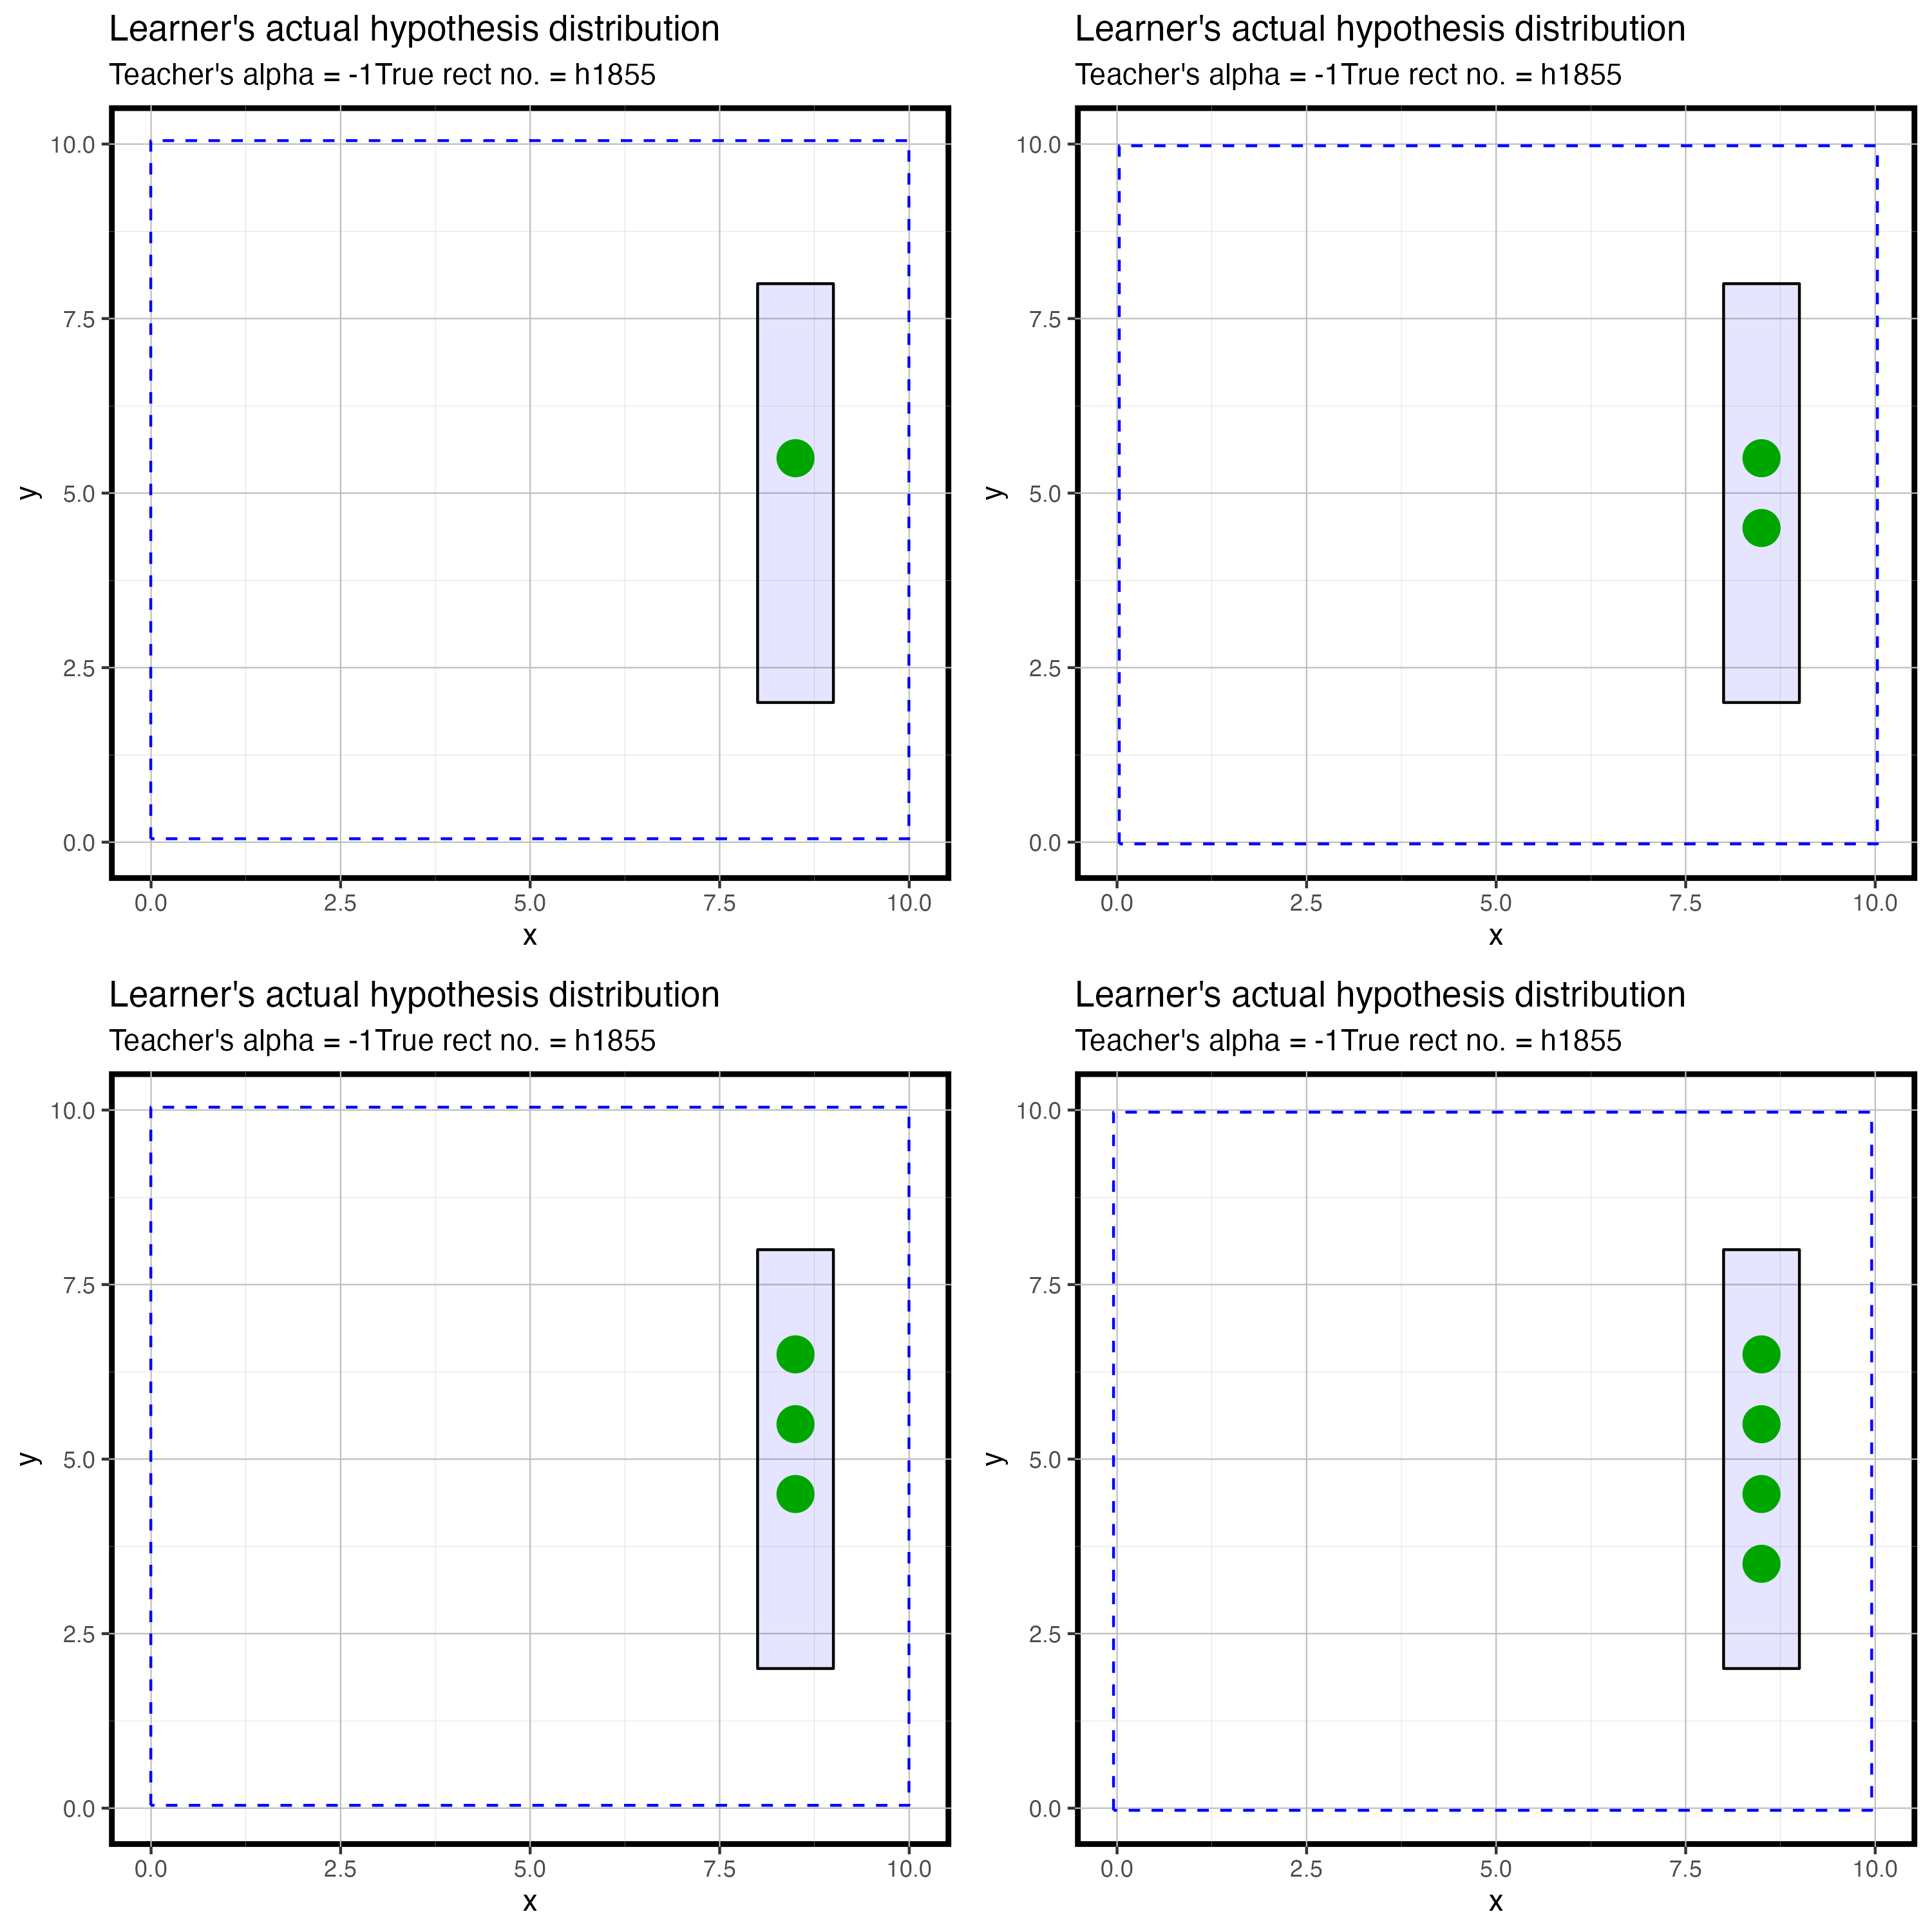 Learner's actual hypothesis distribution
Teacher's alpha = -1True rect no. = h1855
10.0
7.5
5.0
2.5
0.0
y
0.0 2.5 5.0 7.5 10.0
x
Learner's actual hypothesis distribution
Teacher's alpha = -1True rect no. = h1855
10.0
7.5
5.0
2.5
0.0
y
0.0 2.5 5.0 7.5 10.0
x
Learner's actual hypothesis distribution
Teacher's alpha = -1True rect no. = h1855
10.0
7.5
5.0
2.5
0.0
y
0.0 2.5 5.0 7.5 10.0
x
Learner's actual hypothesis distribution
Teacher's alpha = -1True rect no. = h1855
10.0
7.5
5.0
2.5
0.0
y
0.0 2.5 5.0 7.5 10.0
x